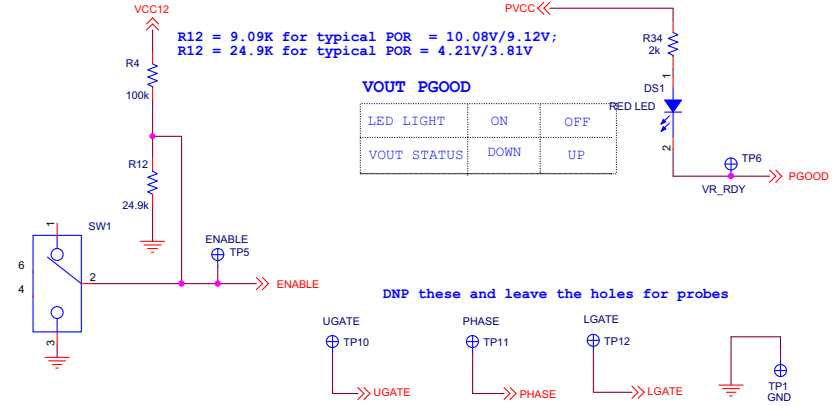 VCC12
PVCC
R12 = 9.09K for typical POR  = 10.08V/9.12V;
R12 = 24.9K for typical POR = 4.21V/3.81V
R4
100k
R34
2k
1
DS1
RED LED
2
VOUT PGOOD
LED LIGHT ON OFF
VOUT STATUS DOWN UP
R12
24.9k
TP6
PGOOD
VR_RDY
1
SW1
6
4
2
3
ENABLE
TP5
ENABLE
DNP these and leave the holes for probes
UGATE
TP10
UGATE
PHASE
TP11
PHASE
LGATE
TP12
LGATE
TP1
GND